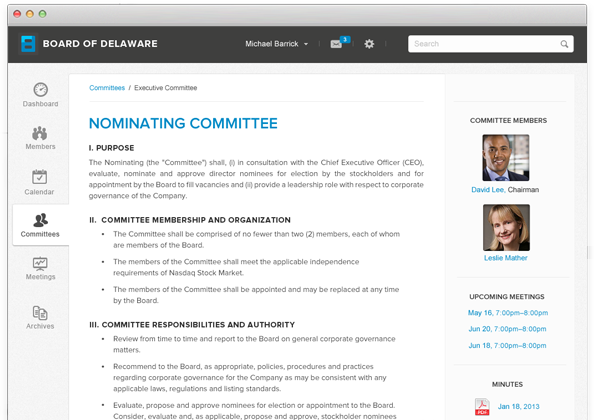 BOARD OF DELAWARE
Michael Barrick
3
Search
Dashboard
Members
Calendar
Committees
Meetings
Archives
Committees / Executive Committee
NOMINATING COMMITTEE
I. PURPOSE
The Nominating (the "Committee") shall, (i) in consultation with the Chief Executive Officer (CEO),
evaluate, nominate and approve director nominees for election by the stockholders and for
appointment by the Board to fill vacancies and (ii) provide a leadership role with respect to corporate
governance of the Company.
II. COMMITTEE MEMBERSHIP AND ORGANIZATION
• The Committee shall be comprised of no fewer than two (2) members, each of whom
are members of the Board.
• The members of the Committee shall meet the applicable independence
requirements of Nasdaq Stock Market.
• The members of the Committee shall be appointed and may be replaced at any time
by the Board.
III. COMMITTEE RESPONSIBILITIES AND AUTHORITY
• Review from time to time and report to the Board on general corporate governance
matters.
• Recommend to the Board, as appropriate, policies, procedures and practices
regarding corporate governance for the Company as may be consistent with any
applicable laws, regulations and listing standards.
• Evaluate, propose and approve nominees for election or appointment to the Board.
Consider, evaluate and, as applicable, propose and approve, stockholder nominees
COMMITTEE MEMBERS
David Lee, Chairman
Leslie Mather
UPCOMING MEETINGS
May 16, 7:00pm–8:00pm
Jun 20, 7:00pm–8:00pm
Jun 18, 7:00pm–8:00pm
MINUTES
PDF
Jan 18, 2013